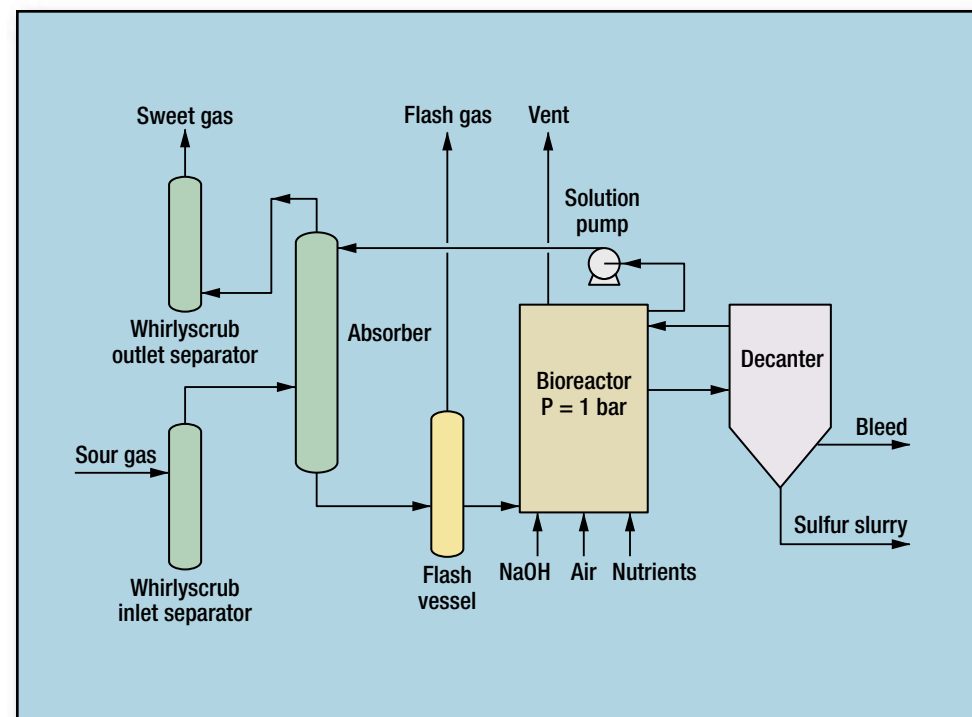 Sweet gas
Flash gas
Vent
Solution
pump
Whirlyscrub
outlet separator
Absorber
Bioreactor
P = 1 bar
Decanter
Bleed
Sour gas
Sulfur slurry
NaOH
Air
Nutrients
Flash
vessel
Whirlyscrub
inlet separator